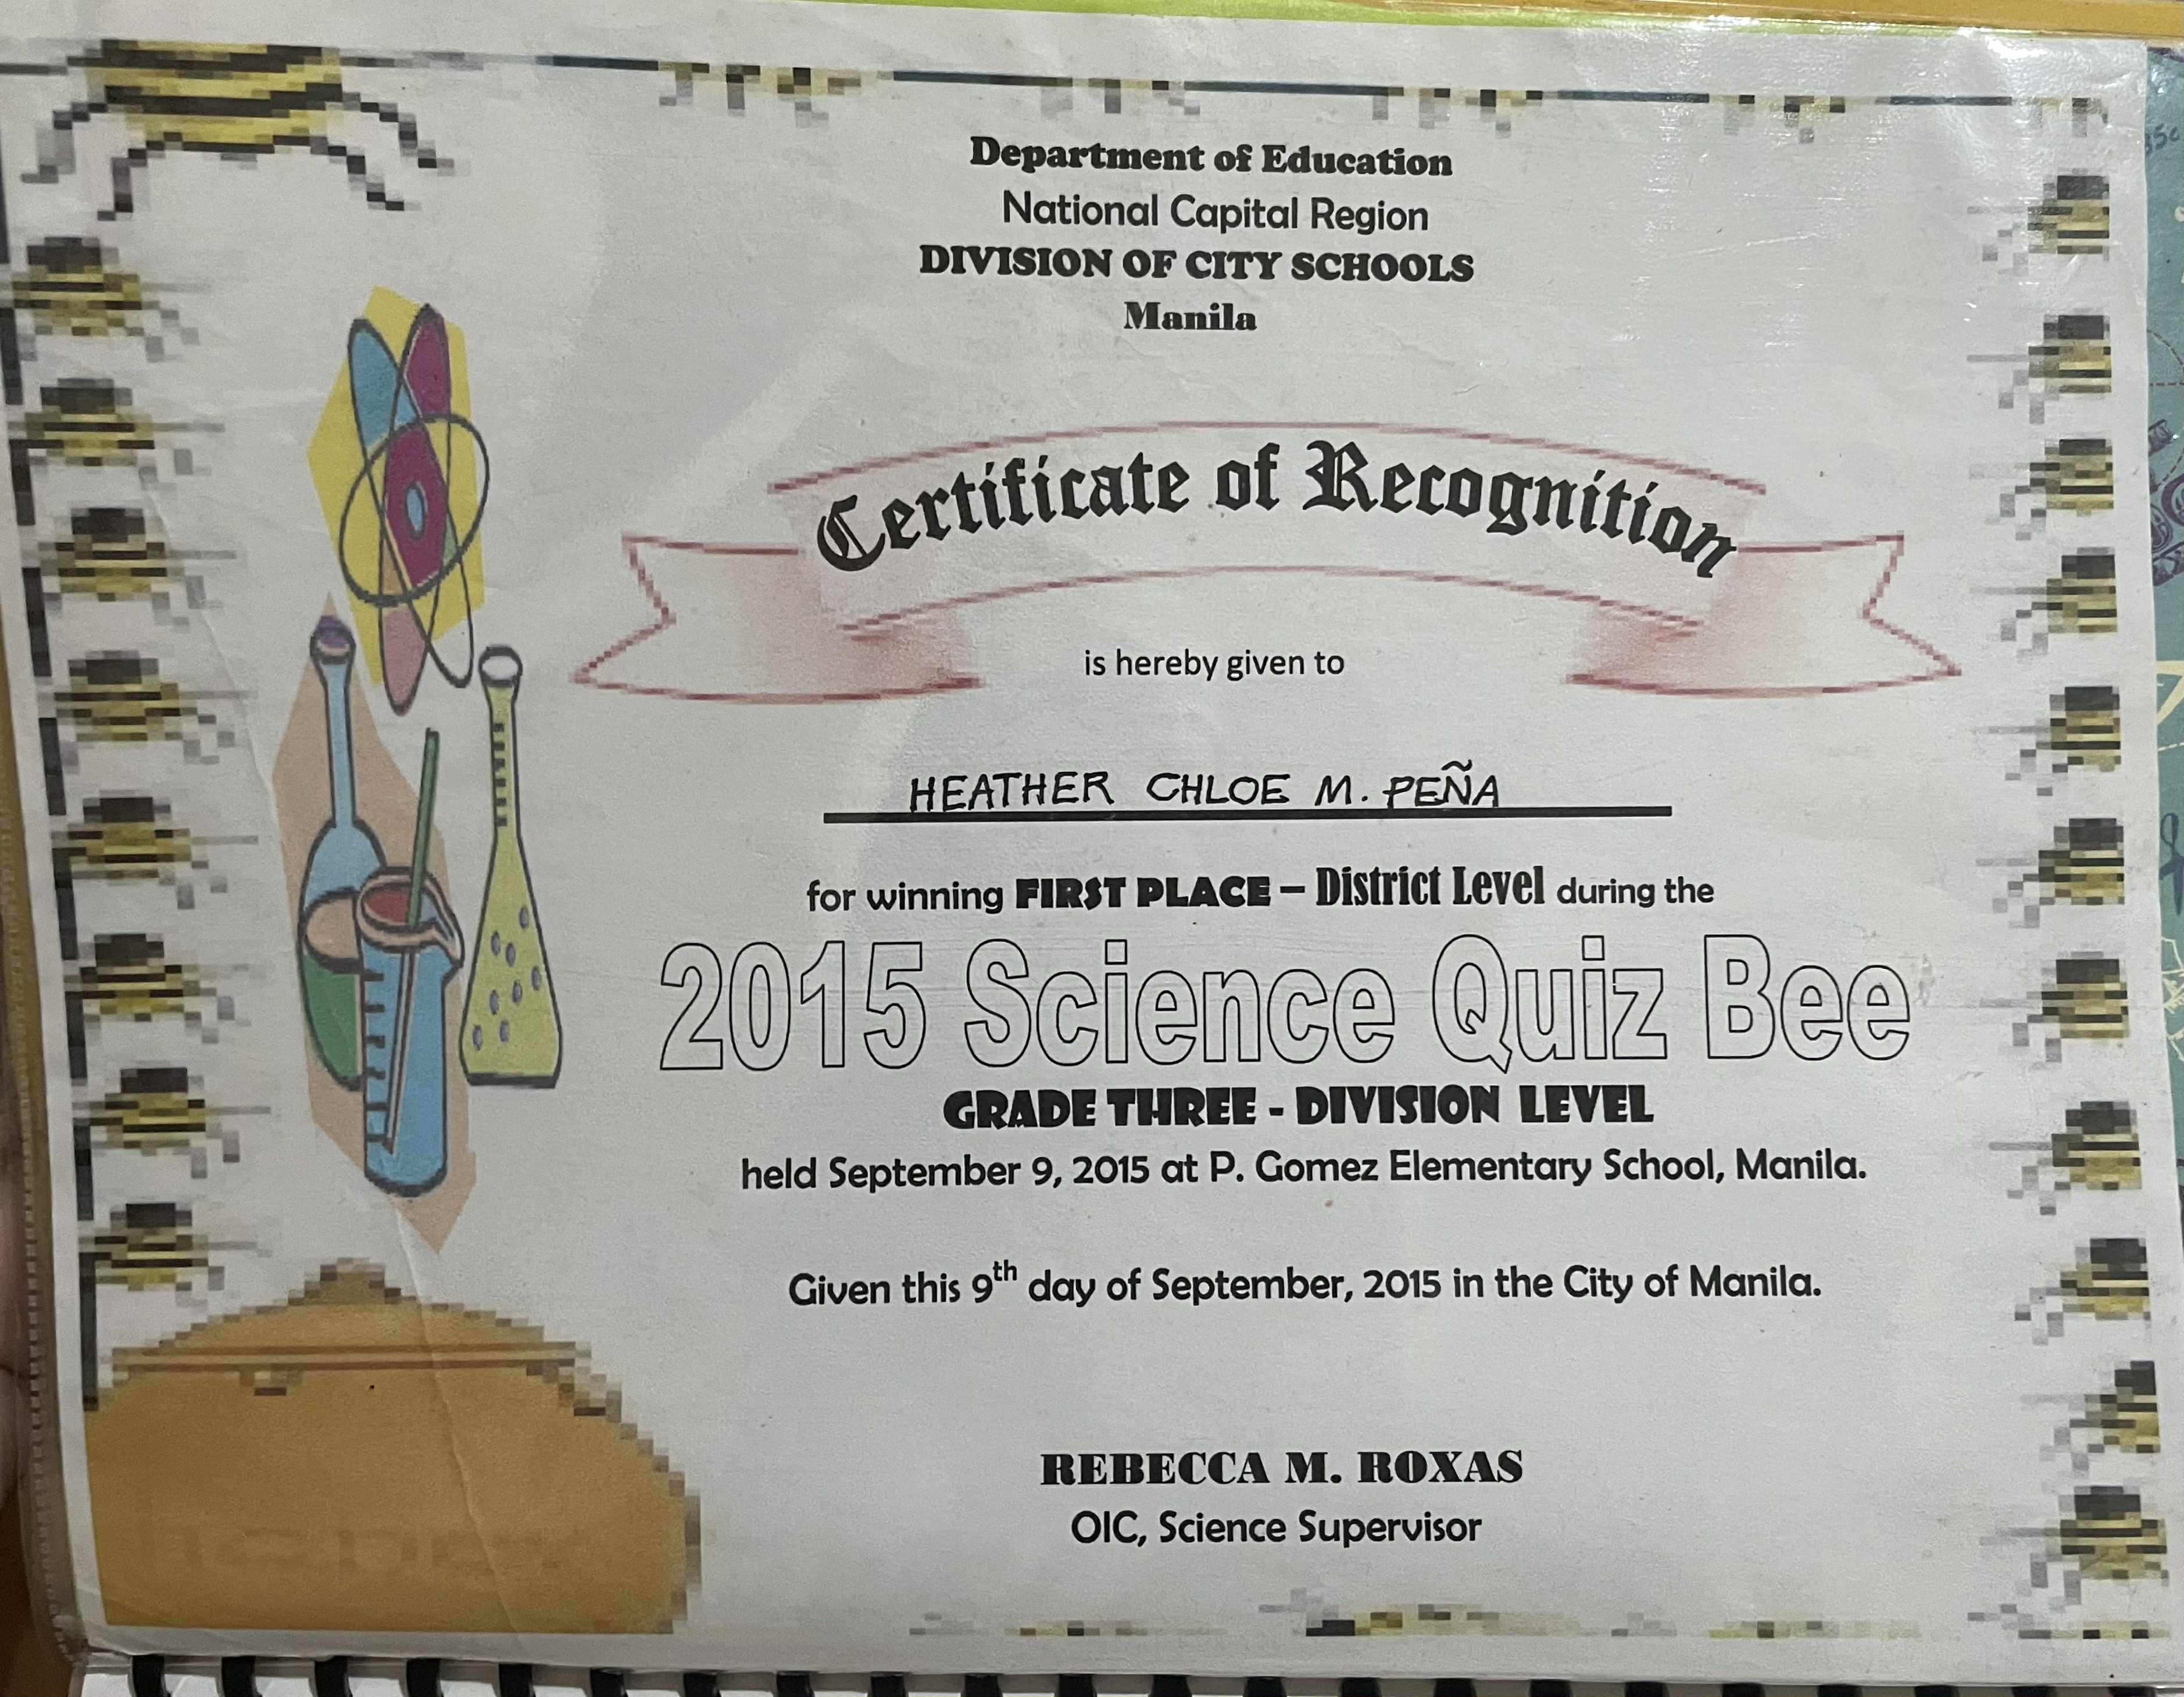 Department of Education
National Capital Region
DIVISION OF CITY SCHOOLS
Manila
Certificate of Recognition
is hereby given to
HEATHER CHLOE M. PEÑA
for winning FIRST PLACE – District Level during the
2015 Science Quiz Bee
GRADE THREE - DIVISION LEVEL
held September 9, 2015 at P. Gomez Elementary School, Manila.
Given this 9th day of September, 2015 in the City of Manila.
REBECCA M. ROXAS
OIC, Science Supervisor